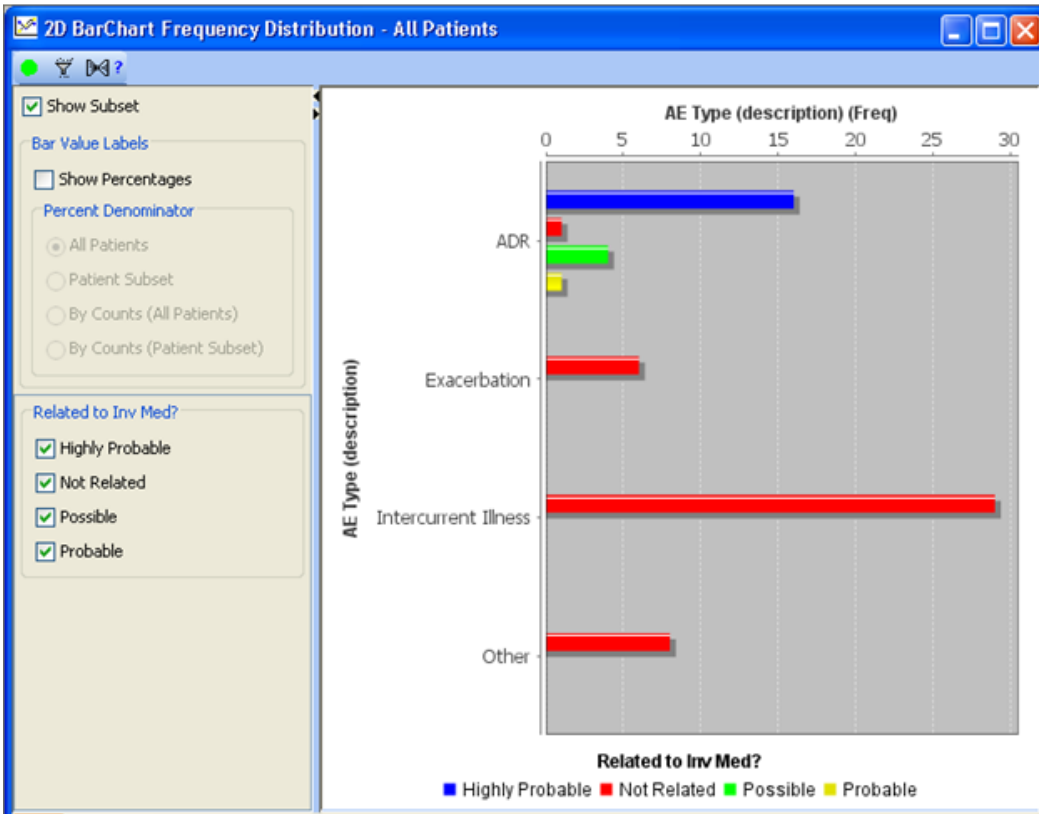 2D BarChart Frequency Distribution - All Patients
?
Show Subset
Bar Value Labels
Show Percentages
Percent Denominator
All Patients
Patient Subset
By Counts (All Patients)
By Counts (Patient Subset)
Related to Inv Med?
Highly Probable
Not Related
Possible
Probable
AE Type (description) (Freq)
0 5 10 15 20 25 30
AE Type (description)
ADR
Exacerbation
Intercurrent Illness
Other
Related to Inv Med?
Highly Probable Not Related Possible Probable